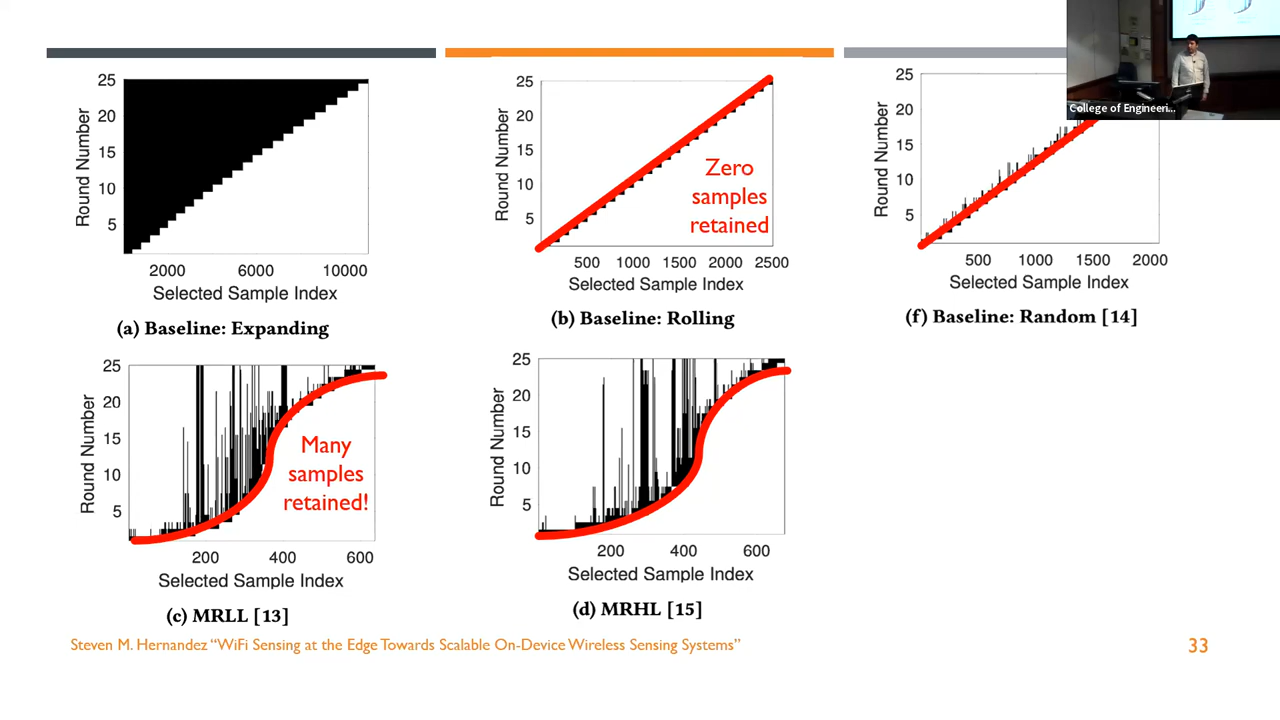 25
20
15
10
5
Round Number
2000 6000 10000
Selected Sample Index
(a) Baseline: Expanding
25
20
15
10
5
Round Number
Zero
samples
retained
500 1000 1500 2000 2500
Selected Sample Index
(b) Baseline: Rolling
25
20
15
10
5
Round Number
500 1000 1500 2000
Selected Sample Index
(f) Baseline: Random [14]
College of Engineeri...
25
20
15
10
5
Round Number
Many
samples
retained!
200 400 600
Selected Sample Index
(c) MRLL [13]
25
20
15
10
5
Round Number
200 400 600
Selected Sample Index
(d) MRHL [15]
Steven M. Hernandez “WiFi Sensing at the Edge Towards Scalable On-Device Wireless Sensing Systems”
33